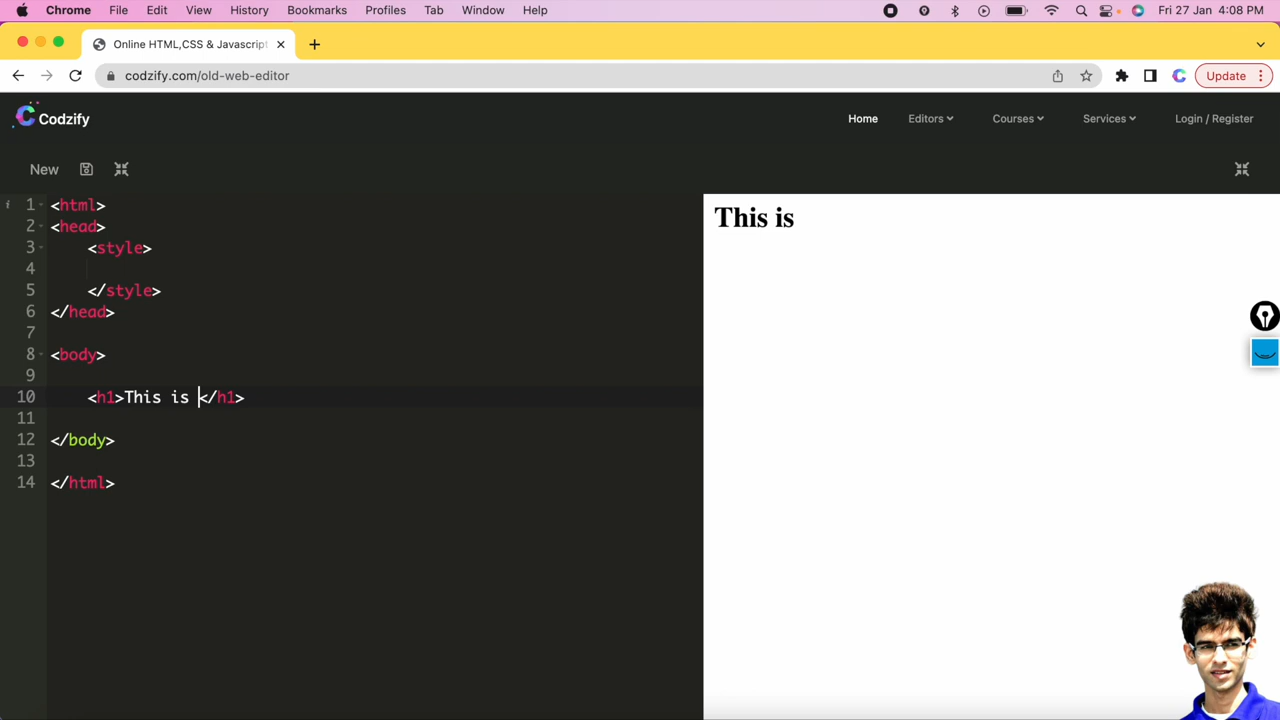 Chrome File Edit View History Bookmarks Profiles Tab Window Help Fri 27 Jan 4:08 PM
Online HTML,CSS & Javascript
codzify.com/old-web-editor Update
Codzify Home Editors Courses Services Login / Register
New
1 <html>
2 <head>
3 <style>
4
5 </style>
6 </head>
7
8 <body>
9
10 <h1>This is </h1>
11
12 </body>
13
14 </html>
This is